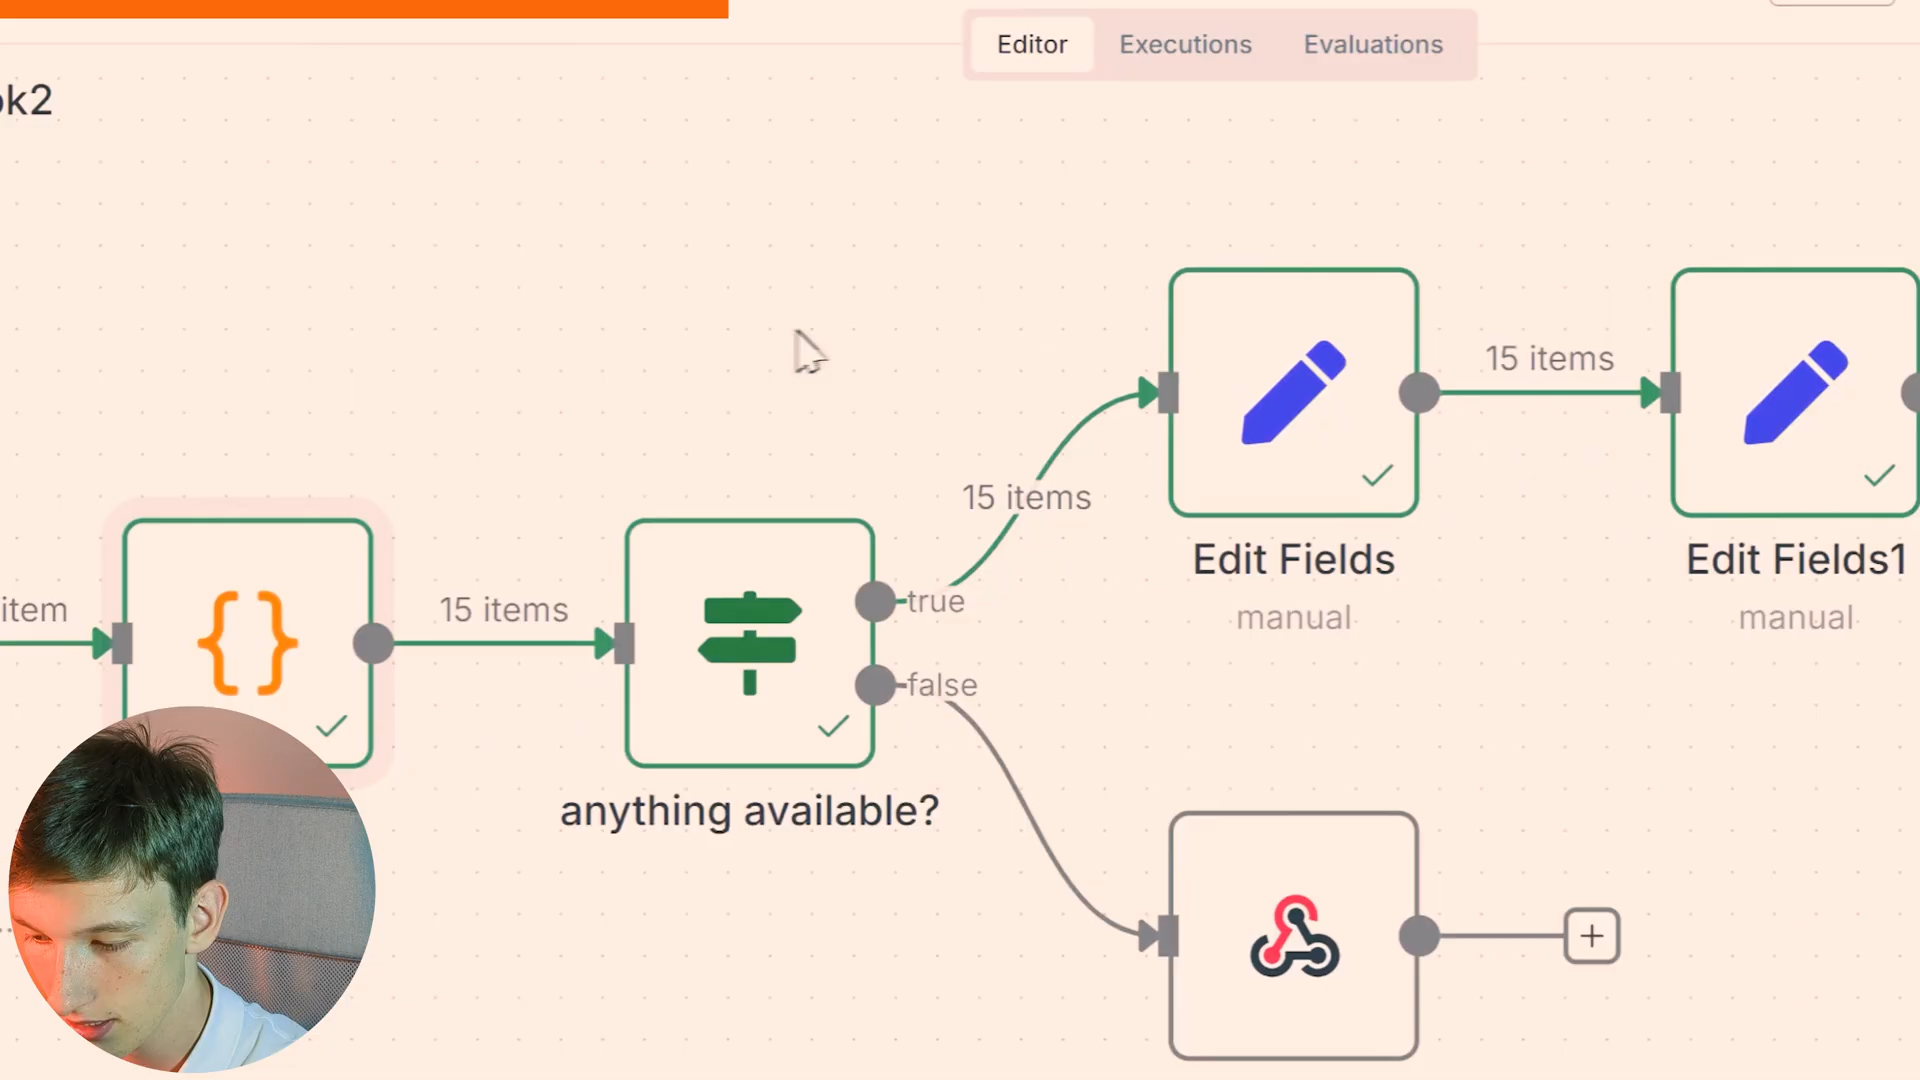 Editor Executions Evaluations
ok2
15 items
15 items
Edit Fields
manual
Edit Fields1
manual
item
15 items
true
false
anything available?